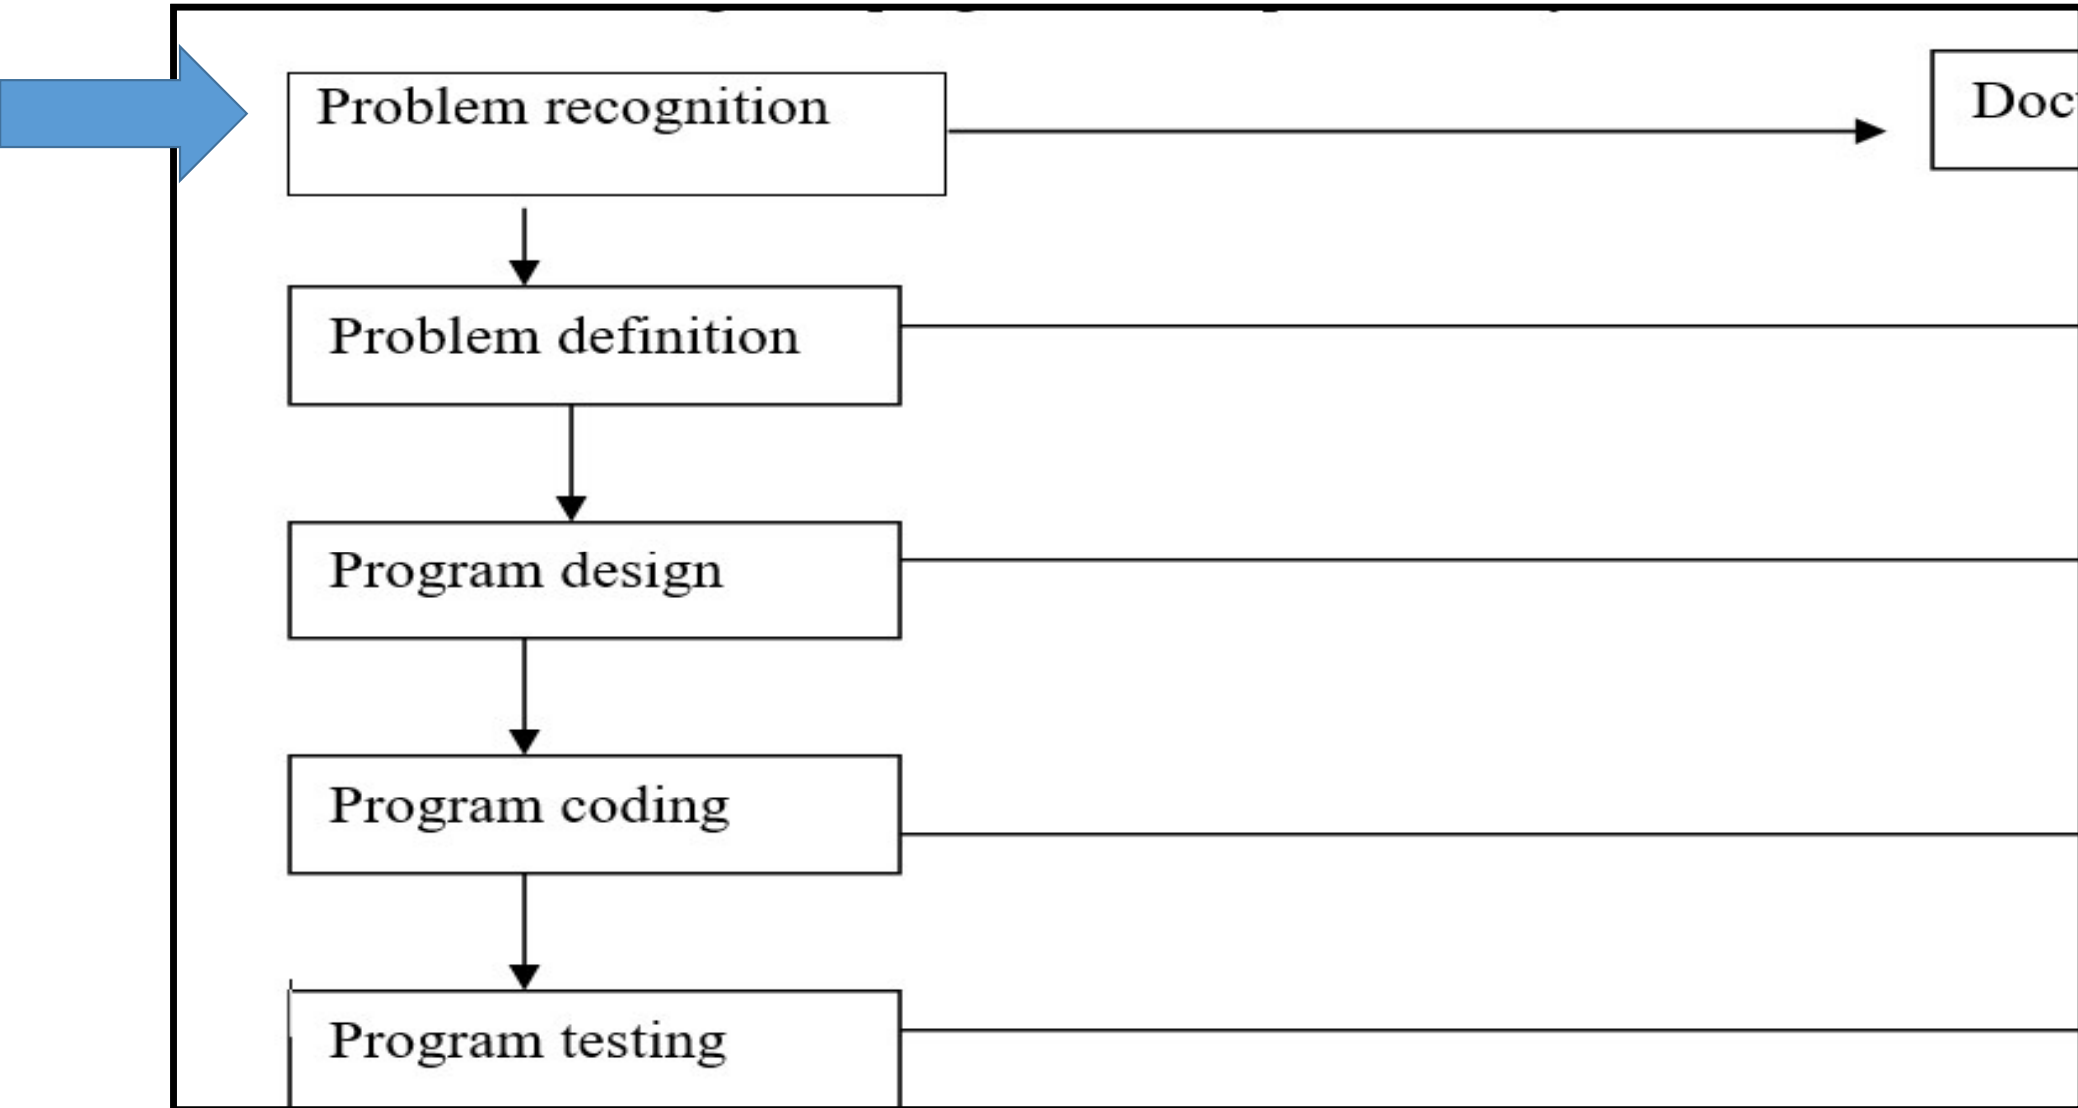 Problem recognition
Doc
Problem definition
Program design
Program coding
Program testing